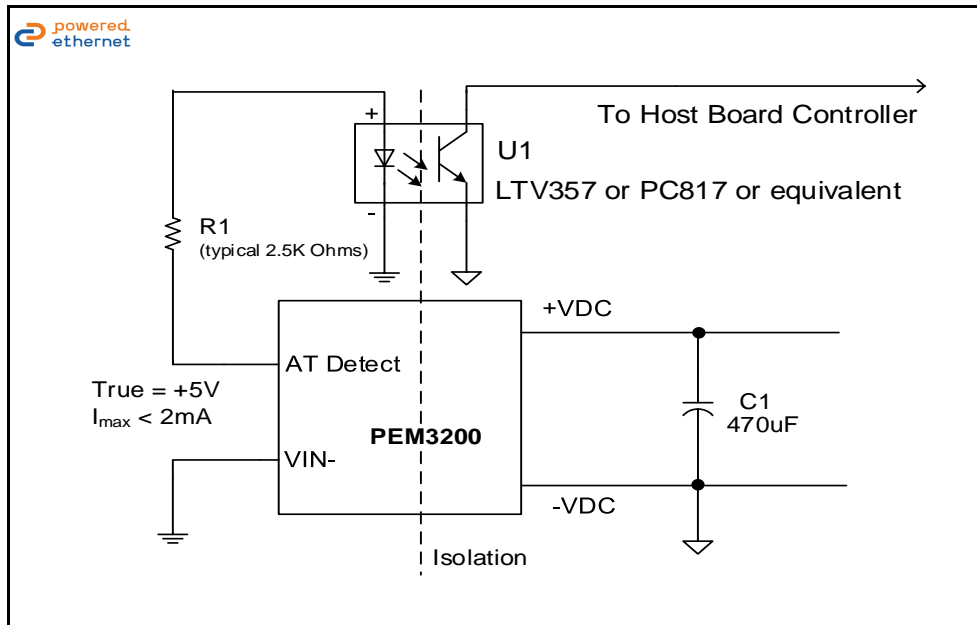 powered
ethernet
To Host Board Controller
+
U1
LTV357 or PC817 or equivalent
-
R1
(typical 2.5K Ohms)
+VDC
AT Detect
True = +5V
Imax < 2mA
C1
470uF
PEM3200
VIN-
-VDC
Isolation